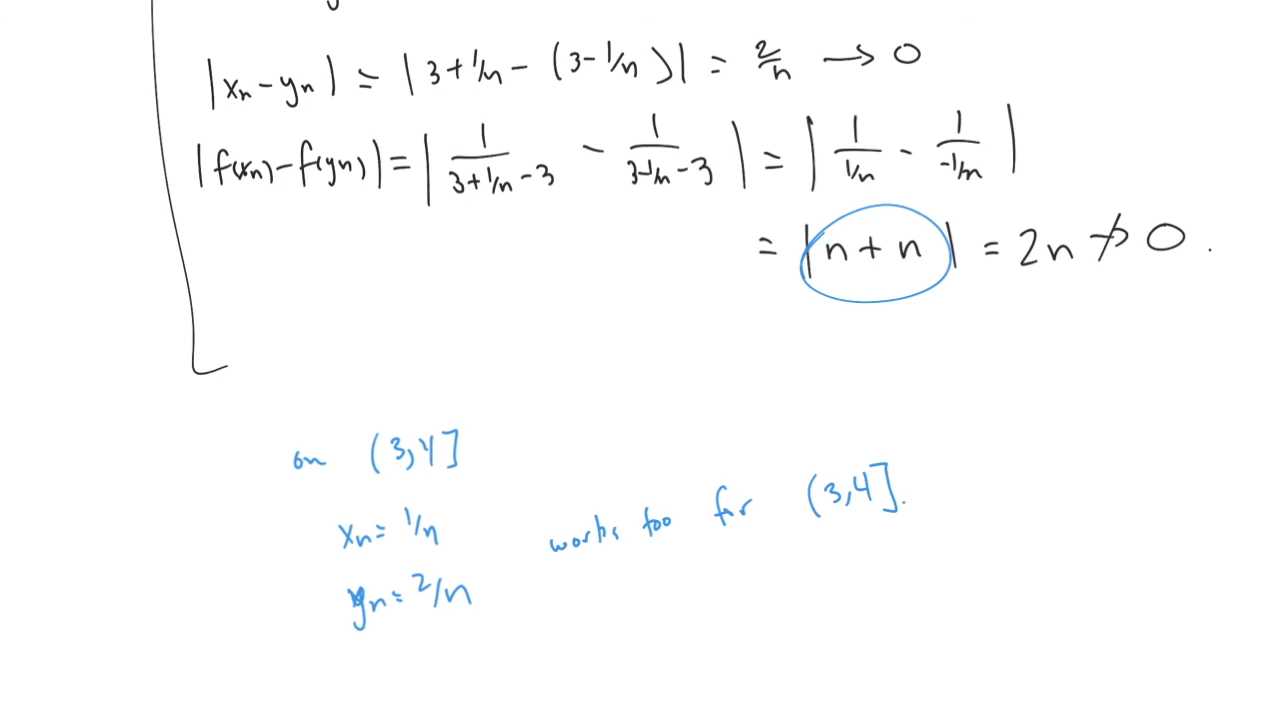 |xn - yn| = |3 + 1/n - (3 - 1/n)| = 2/n → 0
|f(xn) - f(yn)| = | 1/(3 + 1/n - 3) - 1/(3 - 1/n - 3) | = | 1/(1/n) - 1/(-1/n) |
= |n + n| = 2n ↛ 0.
on (3,4]
xn = 1/n works too for (3,4].
yn = 2/n